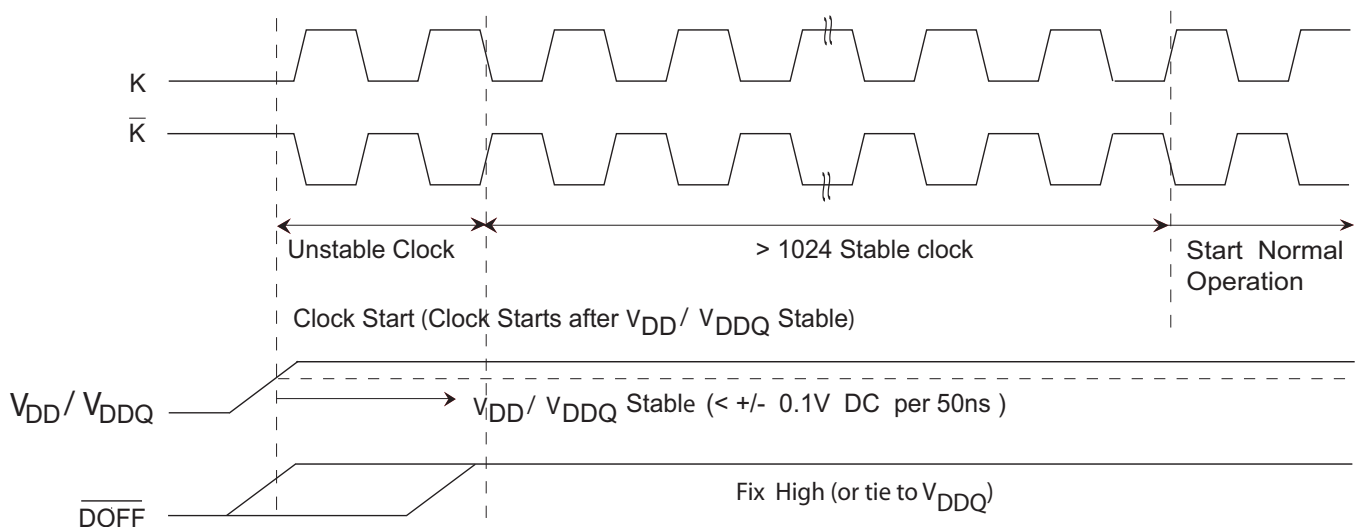 K
K̅
Unstable Clock
> 1024 Stable clock
Start Normal
Operation
Clock Start (Clock Starts after VDD / VDDQ Stable)
VDD / VDDQ
VDD / VDDQ Stable (< +/- 0.1V DC per 50ns )
DOFF
Fix High (or tie to VDDQ)